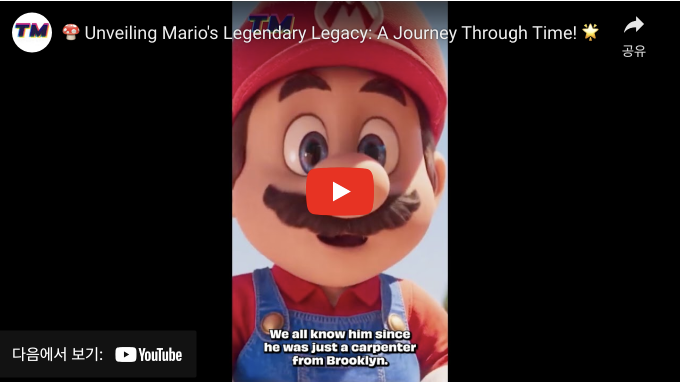 TM
🍄 Unveiling Mario's Legendary Legacy: A Journey Through Time! 🌟
TM
공유
We all know him since
he was just a carpenter
from Brooklyn.
다음에서 보기: YouTube